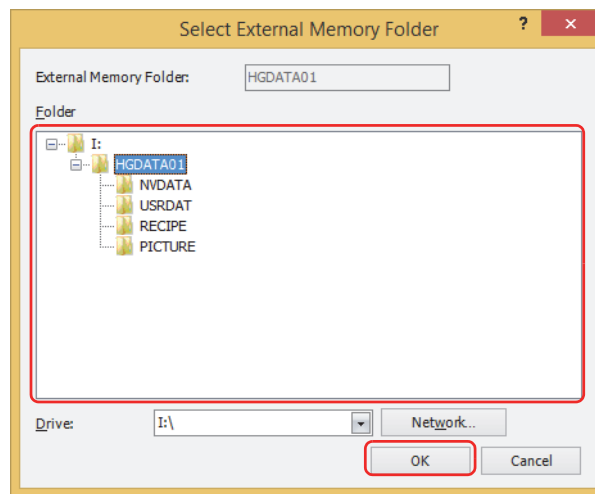 Select External Memory Folder ? ×
External Memory Folder: HGDATA01
Folder
I:
HGDATA01
NVDATA
USRDAT
RECIPE
PICTURE
Drive: I:\ Network...
OK Cancel